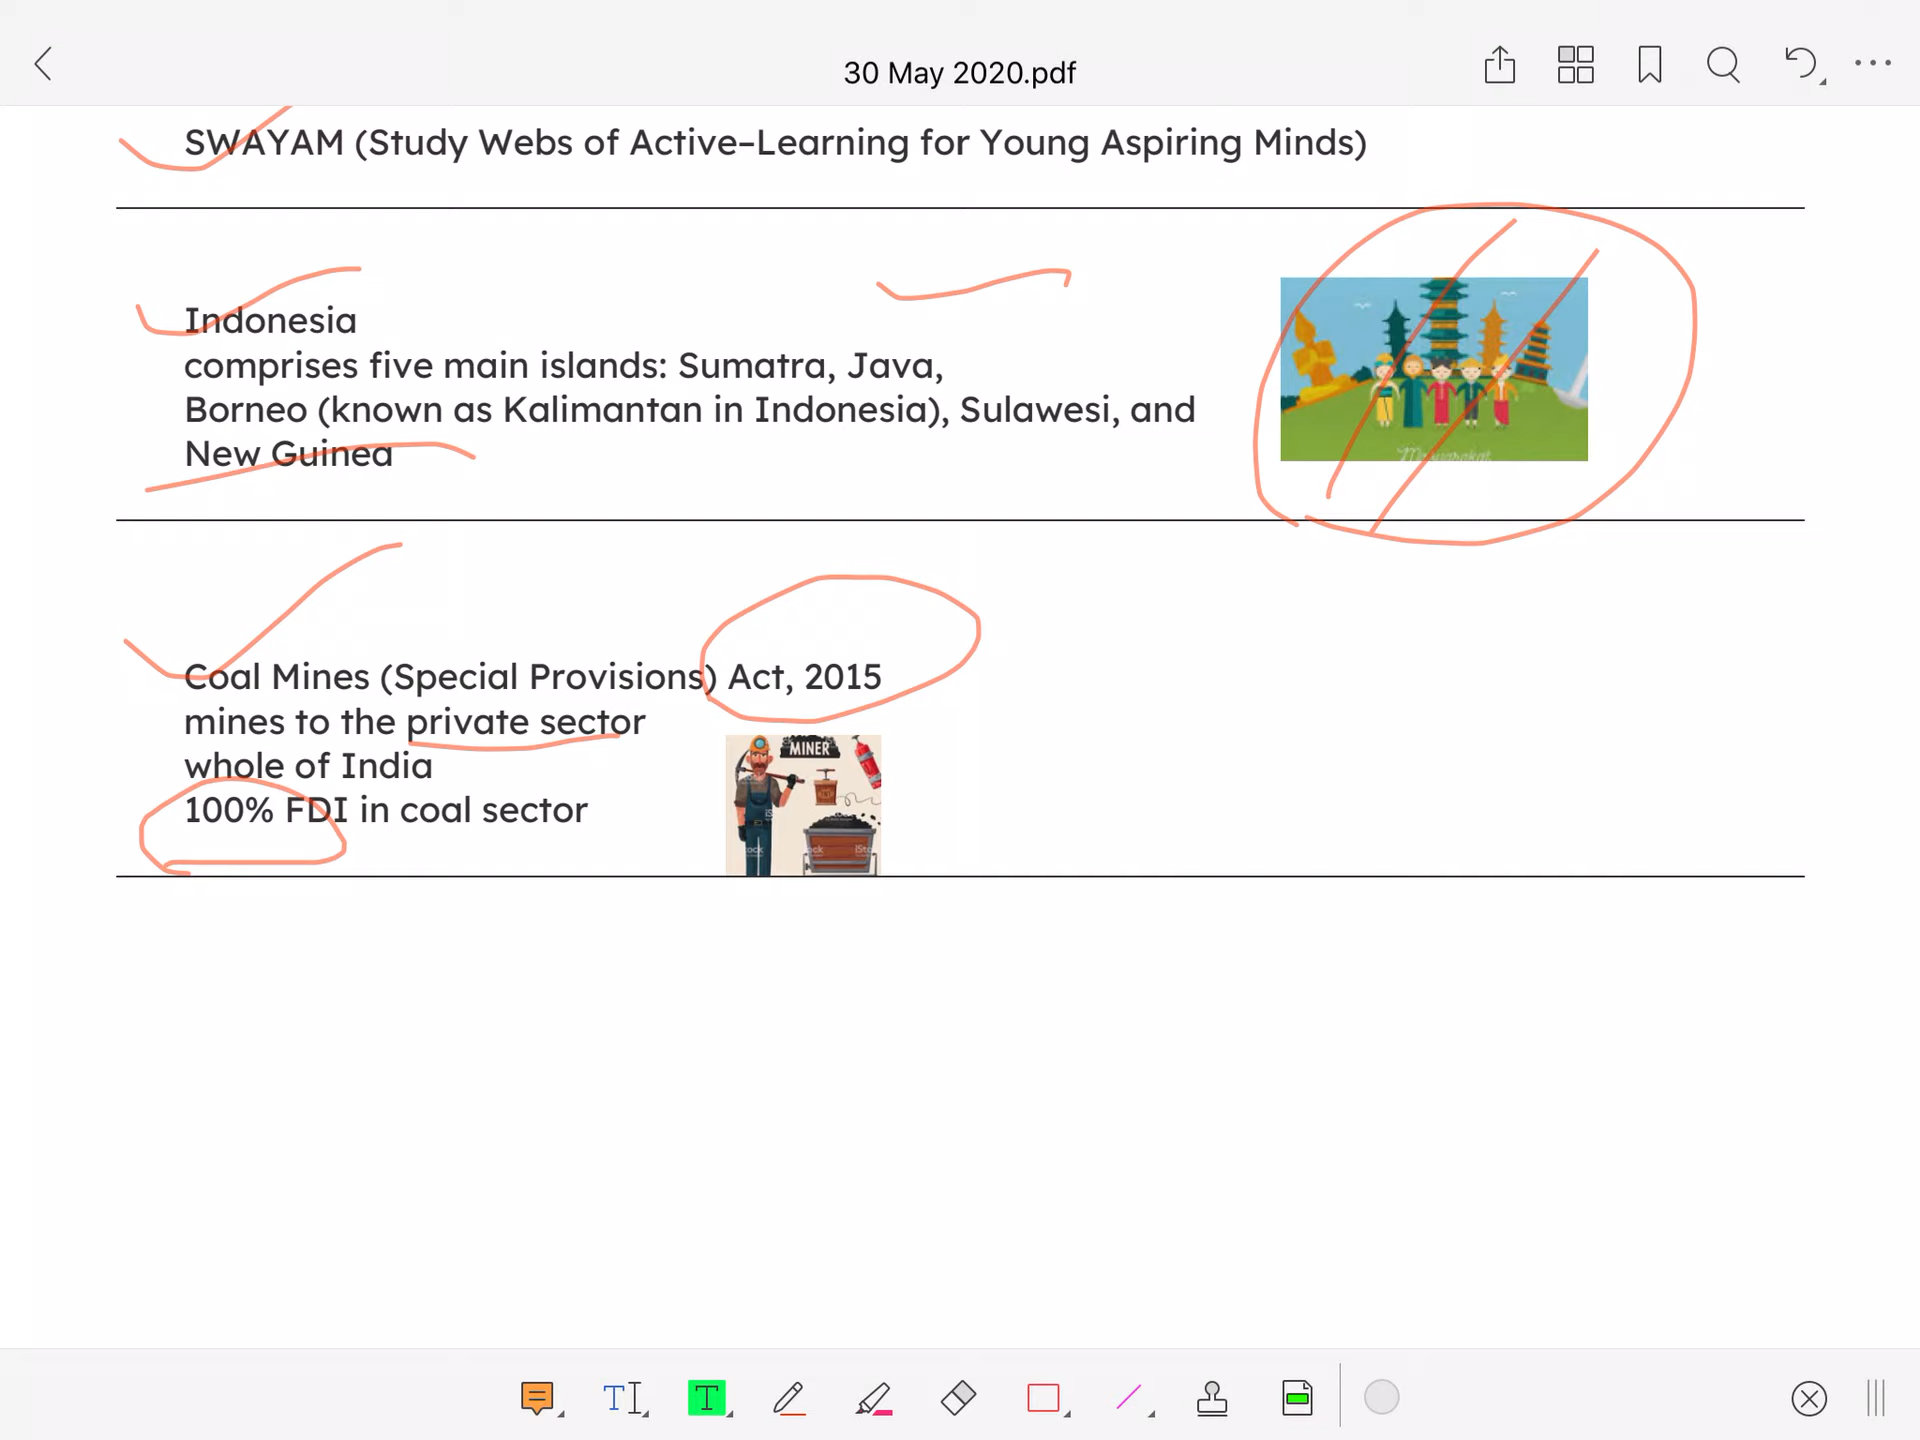 30 May 2020.pdf
SWAYAM (Study Webs of Active–Learning for Young Aspiring Minds)
Indonesia
comprises five main islands: Sumatra, Java,
Borneo (known as Kalimantan in Indonesia), Sulawesi, and
New Guinea
Coal Mines (Special Provisions) Act, 2015
mines to the private sector
whole of India
100% FDI in coal sector
MINER